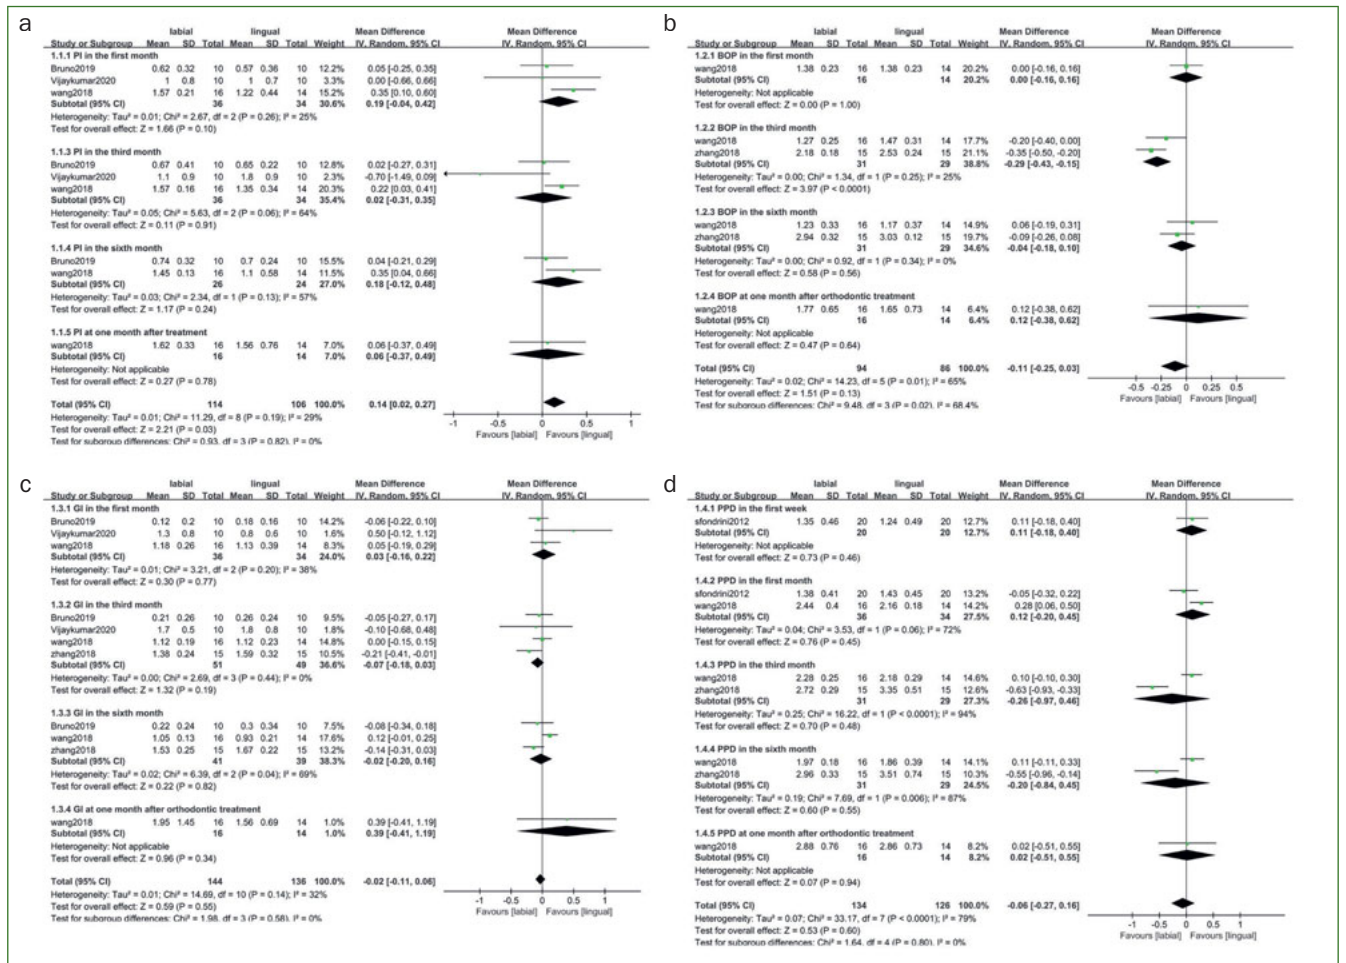 a
labial lingual Mean Difference Mean Difference
Study or Subgroup Mean SD Total Mean SD Total Weight IV. Random. 95% CI IV. Random. 95% CI
1.1.1 PI in the first month
Bruno2019 0.62 0.32 10 0.57 0.36 10 12.2% 0.05 [-0.25, 0.35]
Vijaykumar2020 1 0.8 10 1 0.7 10 3.3% 0.00 [-0.66, 0.66]
wang2018 1.57 0.21 16 1.22 0.44 14 15.2% 0.35 [0.10, 0.60]
Subtotal (95% CI) 36 34 30.6% 0.19 [-0.04, 0.42]
Heterogeneity: Tau² = 0.01; Chi² = 2.67, df = 2 (P = 0.26); I² = 25%
Test for overall effect: Z = 1.66 (P = 0.10)
1.1.3 PI in the third month
Bruno2019 0.67 0.41 10 0.65 0.22 10 12.8% 0.02 [-0.27, 0.31]
Vijaykumar2020 1.1 0.9 10 1.8 0.9 10 2.3% -0.70 [-1.49, 0.09]
wang2018 1.57 0.16 16 1.35 0.34 14 20.3% 0.22 [0.03, 0.41]
Subtotal (95% CI) 36 34 35.4% 0.02 [-0.31, 0.35]
Heterogeneity: Tau² = 0.05; Chi² = 5.63, df = 2 (P = 0.06); I² = 64%
Test for overall effect: Z = 0.11 (P = 0.91)
1.1.4 PI in the sixth month
Bruno2019 0.74 0.32 10 0.7 0.24 10 15.5% 0.04 [-0.21, 0.29]
wang2018 1.45 0.13 16 1.1 0.58 14 11.5% 0.35 [0.04, 0.66]
Subtotal (95% CI) 26 24 27.0% 0.18 [-0.12, 0.48]
Heterogeneity: Tau² = 0.03; Chi² = 2.34, df = 1 (P = 0.13); I² = 57%
Test for overall effect: Z = 1.17 (P = 0.24)
1.1.5 PI at one month after treatment
wang2018 1.62 0.33 16 1.56 0.76 14 7.0% 0.06 [-0.37, 0.49]
Subtotal (95% CI) 16 14 7.0% 0.06 [-0.37, 0.49]
Heterogeneity: Not applicable
Test for overall effect: Z = 0.27 (P = 0.78)
Total (95% CI) 114 106 100.0% 0.14 [0.02, 0.27]
Heterogeneity: Tau² = 0.01; Chi² = 11.29, df = 8 (P = 0.19); I² = 29%
Test for overall effect: Z = 2.21 (P = 0.03)
Test for subgroup differences: Chi² = 0.93, df = 3 (P = 0.82), I² = 0%
-1 -0.5 0 0.5 1
Favours [labial] Favours [lingual]
b
labial lingual Mean Difference Mean Difference
Study or Subgroup Mean SD Total Mean SD Total Weight IV. Random. 95% CI IV. Random. 95% CI
1.2.1 BOP in the first month
wang2018 1.38 0.23 16 1.38 0.23 14 20.2% 0.00 [-0.16, 0.16]
Subtotal (95% CI) 16 14 20.2% 0.00 [-0.16, 0.16]
Heterogeneity: Not applicable
Test for overall effect: Z = 0.00 (P = 1.00)
1.2.2 BOP in the third month
wang2018 1.27 0.25 16 1.47 0.31 14 17.7% -0.20 [-0.40, 0.00]
zhang2018 2.18 0.18 15 2.53 0.24 15 21.1% -0.35 [-0.50, -0.20]
Subtotal (95% CI) 31 29 38.8% -0.29 [-0.43, -0.15]
Heterogeneity: Tau² = 0.00; Chi² = 1.34, df = 1 (P = 0.25); I² = 25%
Test for overall effect: Z = 3.97 (P < 0.0001)
1.2.3 BOP in the sixth month
wang2018 1.23 0.33 16 1.17 0.37 14 14.9% 0.06 [-0.19, 0.31]
zhang2018 2.94 0.32 15 3.03 0.12 15 19.7% -0.09 [-0.26, 0.08]
Subtotal (95% CI) 31 29 34.6% -0.04 [-0.18, 0.10]
Heterogeneity: Tau² = 0.00; Chi² = 0.92, df = 1 (P = 0.34); I² = 0%
Test for overall effect: Z = 0.58 (P = 0.56)
1.2.4 BOP at one month after orthodontic treatment
wang2018 1.77 0.65 16 1.65 0.73 14 6.4% 0.12 [-0.38, 0.62]
Subtotal (95% CI) 16 14 6.4% 0.12 [-0.38, 0.62]
Heterogeneity: Not applicable
Test for overall effect: Z = 0.47 (P = 0.64)
Total (95% CI) 94 86 100.0% -0.11 [-0.25, 0.03]
Heterogeneity: Tau² = 0.02; Chi² = 14.23, df = 5 (P = 0.01); I² = 65%
Test for overall effect: Z = 1.51 (P = 0.13)
Test for subgroup differences: Chi² = 9.48, df = 3 (P = 0.02), I² = 68.4%
-0.5 -0.25 0 0.25 0.5
Favours [labial] Favours [lingual]
c
labial lingual Mean Difference Mean Difference
Study or Subgroup Mean SD Total Mean SD Total Weight IV. Random. 95% CI IV. Random. 95% CI
1.3.1 GI in the first month
Bruno2019 0.12 0.2 10 0.18 0.16 10 14.2% -0.06 [-0.22, 0.10]
Vijaykumar2020 1.3 0.8 10 0.8 0.6 10 1.6% 0.50 [-0.12, 1.12]
wang2018 1.18 0.26 16 1.13 0.39 14 8.3% 0.05 [-0.19, 0.29]
Subtotal (95% CI) 36 34 24.0% 0.03 [-0.16, 0.22]
Heterogeneity: Tau² = 0.01; Chi² = 3.21, df = 2 (P = 0.20); I² = 38%
Test for overall effect: Z = 0.30 (P = 0.77)
1.3.2 GI in the third month
Bruno2019 0.21 0.26 10 0.26 0.24 10 9.5% -0.05 [-0.27, 0.17]
Vijaykumar2020 1.7 0.5 10 1.8 0.8 10 1.8% -0.10 [-0.68, 0.48]
wang2018 1.12 0.19 16 1.12 0.23 14 14.8% 0.00 [-0.15, 0.15]
zhang2018 1.38 0.24 15 1.59 0.32 15 10.5% -0.21 [-0.41, -0.01]
Subtotal (95% CI) 51 49 36.6% -0.07 [-0.18, 0.03]
Heterogeneity: Tau² = 0.00; Chi² = 2.69, df = 3 (P = 0.44); I² = 0%
Test for overall effect: Z = 1.32 (P = 0.19)
1.3.3 GI in the sixth month
Bruno2019 0.22 0.24 10 0.3 0.34 10 7.5% -0.08 [-0.34, 0.18]
wang2018 1.05 0.13 16 0.93 0.21 14 17.6% 0.12 [-0.01, 0.25]
zhang2018 1.53 0.25 15 1.67 0.22 15 13.2% -0.14 [-0.31, 0.03]
Subtotal (95% CI) 41 39 38.3% -0.02 [-0.20, 0.16]
Heterogeneity: Tau² = 0.02; Chi² = 6.39, df = 2 (P = 0.04); I² = 69%
Test for overall effect: Z = 0.22 (P = 0.82)
1.3.4 GI at one month after orthodontic treatment
wang2018 1.95 1.45 16 1.56 0.69 14 1.0% 0.39 [-0.41, 1.19]
Subtotal (95% CI) 16 14 1.0% 0.39 [-0.41, 1.19]
Heterogeneity: Not applicable
Test for overall effect: Z = 0.96 (P = 0.34)
Total (95% CI) 144 136 100.0% -0.02 [-0.11, 0.06]
Heterogeneity: Tau² = 0.01; Chi² = 14.69, df = 10 (P = 0.14); I² = 32%
Test for overall effect: Z = 0.59 (P = 0.55)
Test for subgroup differences: Chi² = 1.98, df = 3 (P = 0.58), I² = 0%
-1 -0.5 0 0.5 1
Favours [labial] Favours [lingual]
d
labial lingual Mean Difference Mean Difference
Study or Subgroup Mean SD Total Mean SD Total Weight IV. Random. 95% CI IV. Random. 95% CI
1.4.1 PPD in the first week
sfondrini2012 1.35 0.46 20 1.24 0.49 20 12.7% 0.11 [-0.18, 0.40]
Subtotal (95% CI) 20 20 12.7% 0.11 [-0.18, 0.40]
Heterogeneity: Not applicable
Test for overall effect: Z = 0.73 (P = 0.46)
1.4.2 PPD in the first month
sfondrini2012 1.38 0.41 20 1.43 0.45 20 13.2% -0.05 [-0.32, 0.22]
wang2018 2.44 0.4 16 2.16 0.18 14 14.2% 0.28 [0.06, 0.50]
Subtotal (95% CI) 36 34 27.5% 0.12 [-0.20, 0.45]
Heterogeneity: Tau² = 0.04; Chi² = 3.53, df = 1 (P = 0.06); I² = 72%
Test for overall effect: Z = 0.76 (P = 0.45)
1.4.3 PPD in the third month
wang2018 2.28 0.25 16 2.18 0.29 14 14.6% 0.10 [-0.10, 0.30]
zhang2018 2.72 0.29 15 3.35 0.51 15 12.6% -0.63 [-0.93, -0.33]
Subtotal (95% CI) 31 29 27.3% -0.26 [-0.97, 0.46]
Heterogeneity: Tau² = 0.25; Chi² = 16.22, df = 1 (P < 0.0001); I² = 94%
Test for overall effect: Z = 0.70 (P = 0.48)
1.4.4 PPD in the sixth month
wang2018 1.97 0.18 16 1.86 0.39 14 14.1% 0.11 [-0.11, 0.33]
zhang2018 2.96 0.33 15 3.51 0.74 15 10.3% -0.55 [-0.96, -0.14]
Subtotal (95% CI) 31 29 24.5% -0.20 [-0.84, 0.45]
Heterogeneity: Tau² = 0.19; Chi² = 7.69, df = 1 (P = 0.006); I² = 87%
Test for overall effect: Z = 0.60 (P = 0.55)
1.4.5 PPD at one month after orthodontic treatment
wang2018 2.88 0.76 16 2.86 0.73 14 8.2% 0.02 [-0.51, 0.55]
Subtotal (95% CI) 16 14 8.2% 0.02 [-0.51, 0.55]
Heterogeneity: Not applicable
Test for overall effect: Z = 0.07 (P = 0.94)
Total (95% CI) 134 126 100.0% -0.06 [-0.27, 0.16]
Heterogeneity: Tau² = 0.07; Chi² = 33.17, df = 7 (P < 0.0001); I² = 79%
Test for overall effect: Z = 0.53 (P = 0.60)
Test for subgroup differences: Chi² = 1.64, df = 4 (P = 0.80), I² = 0%
-1 -0.5 0 0.5 1
Favours [labial] Favours [lingual]